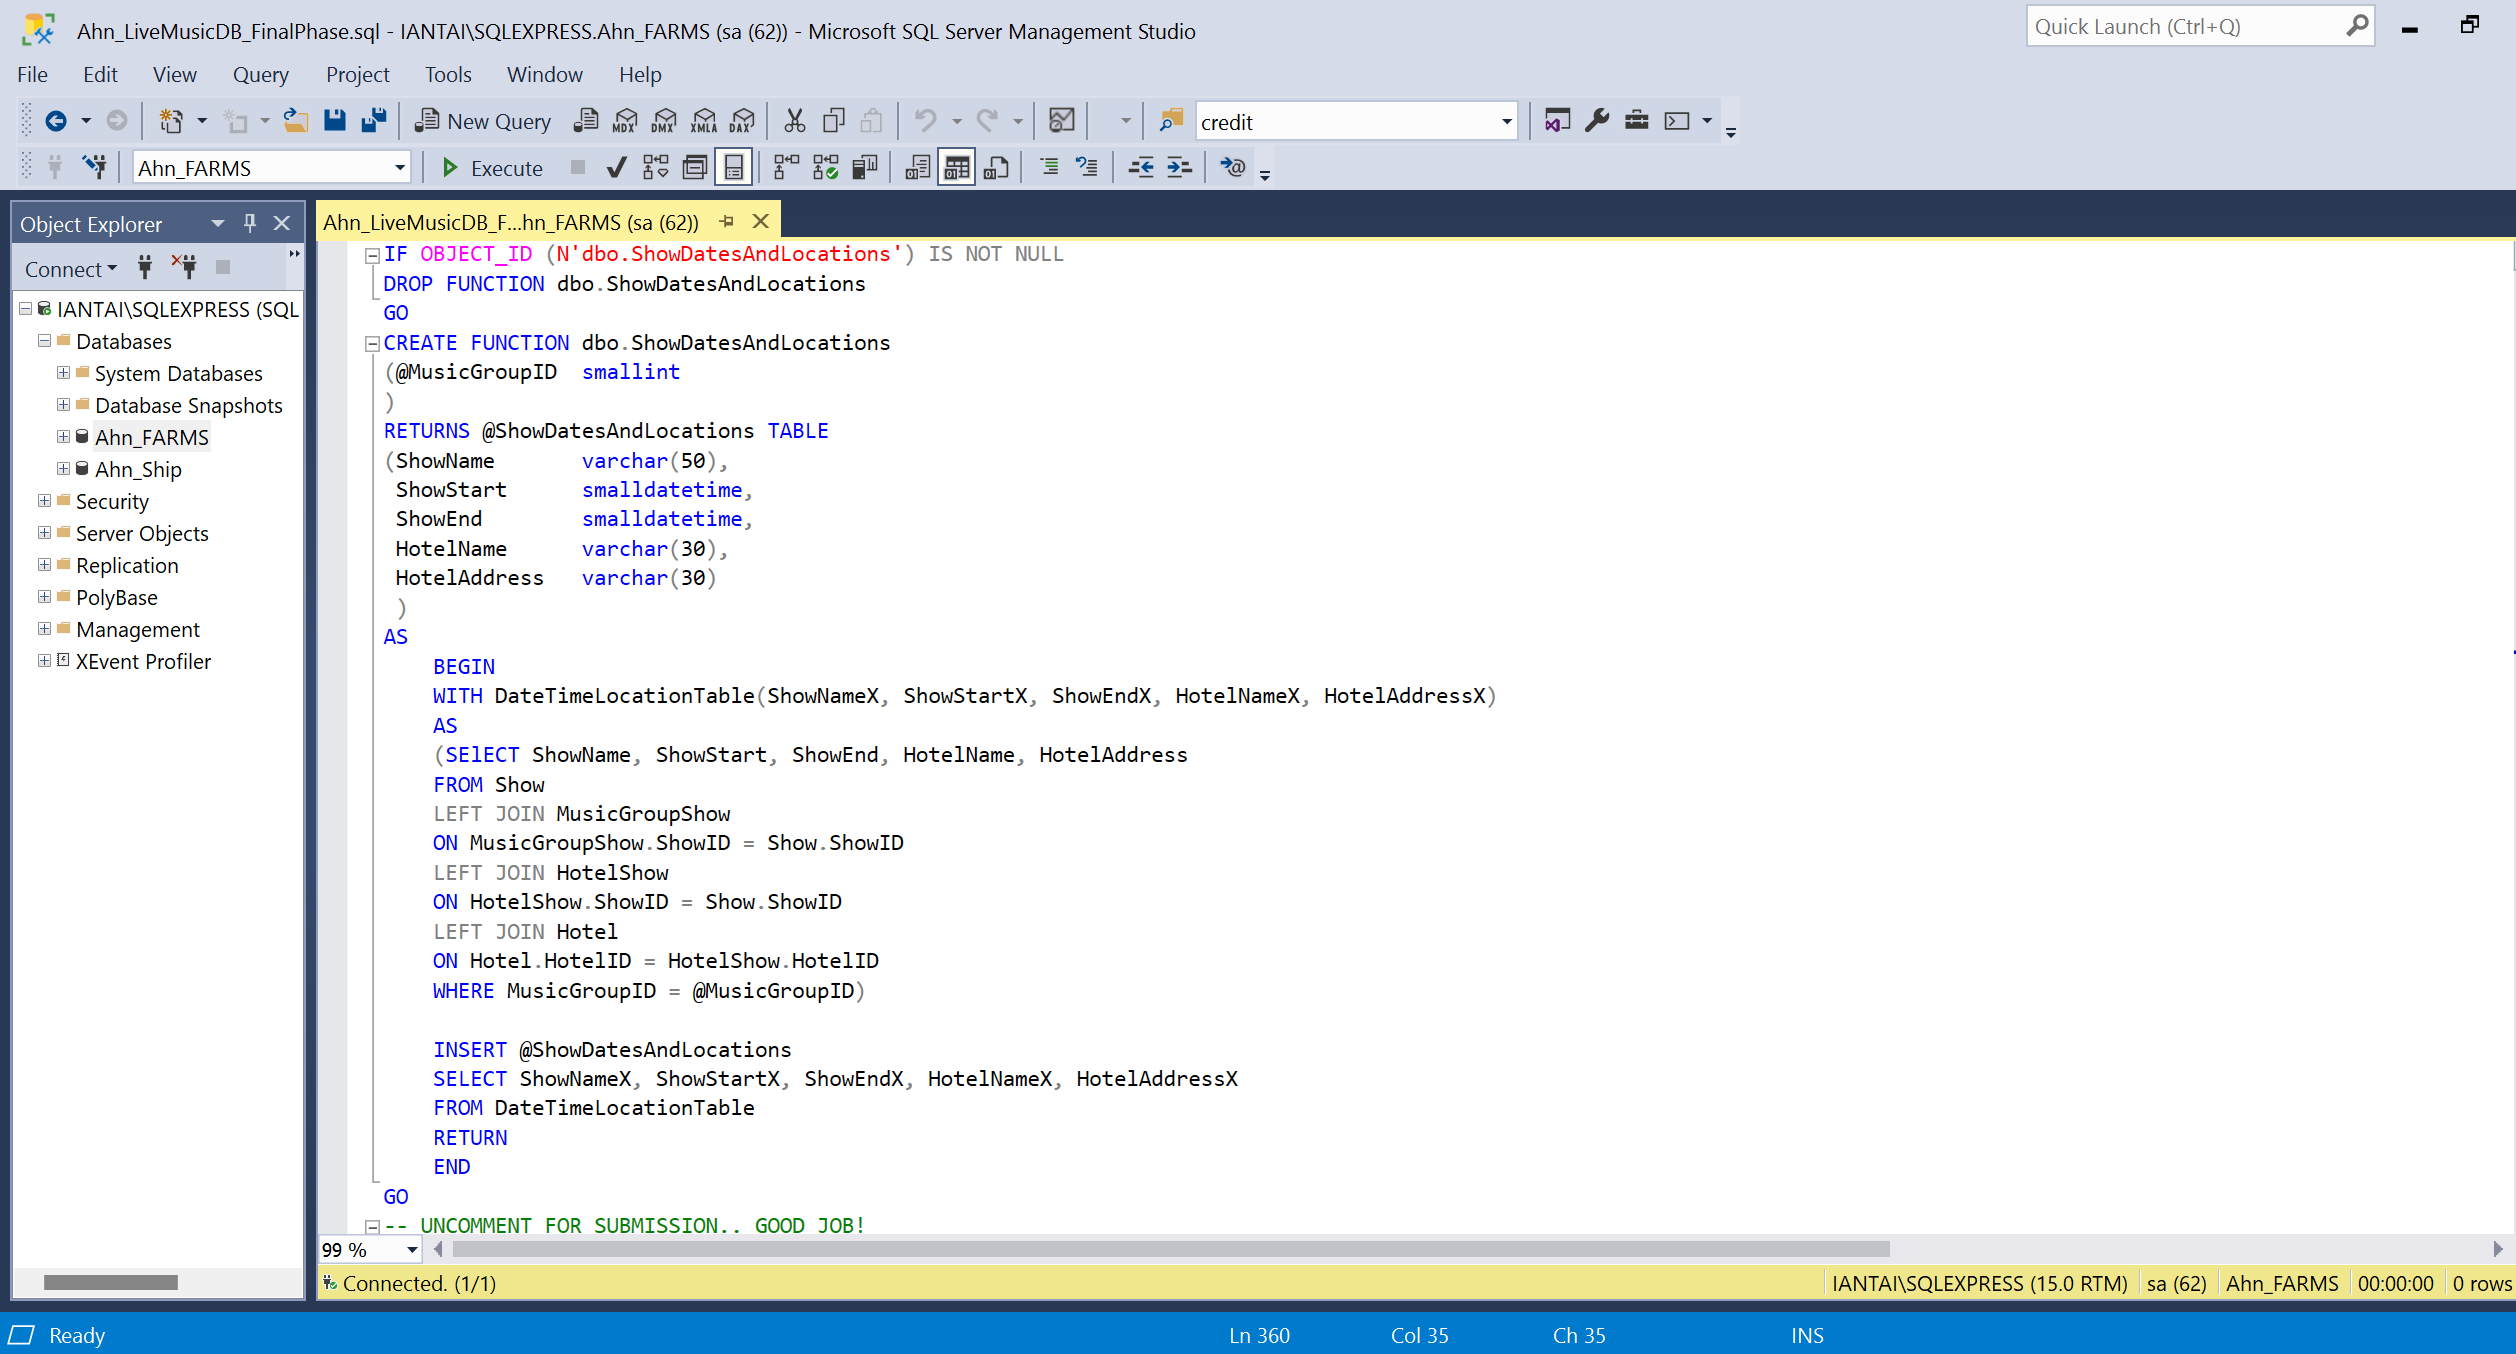 Ahn_LiveMusicDB_FinalPhase.sql - IANTAI\SQLEXPRESS.Ahn_FARMS (sa (62)) - Microsoft SQL Server Management Studio
Quick Launch (Ctrl+Q)
File Edit View Query Project Tools Window Help
New Query MDX DMX XMLA DAX credit
Ahn_FARMS Execute
Object Explorer
Connect
IANTAI\SQLEXPRESS (SQL
Databases
System Databases
Database Snapshots
Ahn_FARMS
Ahn_Ship
Security
Server Objects
Replication
PolyBase
Management
XEvent Profiler
Ahn_LiveMusicDB_F...hn_FARMS (sa (62))
IF OBJECT_ID (N'dbo.ShowDatesAndLocations') IS NOT NULL
DROP FUNCTION dbo.ShowDatesAndLocations
GO
CREATE FUNCTION dbo.ShowDatesAndLocations
(@MusicGroupID smallint
)
RETURNS @ShowDatesAndLocations TABLE
(ShowName varchar(50),
ShowStart smalldatetime,
ShowEnd smalldatetime,
HotelName varchar(30),
HotelAddress varchar(30)
)
AS
BEGIN
WITH DateTimeLocationTable(ShowNameX, ShowStartX, ShowEndX, HotelNameX, HotelAddressX)
AS
(SElECT ShowName, ShowStart, ShowEnd, HotelName, HotelAddress
FROM Show
LEFT JOIN MusicGroupShow
ON MusicGroupShow.ShowID = Show.ShowID
LEFT JOIN HotelShow
ON HotelShow.ShowID = Show.ShowID
LEFT JOIN Hotel
ON Hotel.HotelID = HotelShow.HotelID
WHERE MusicGroupID = @MusicGroupID)
INSERT @ShowDatesAndLocations
SELECT ShowNameX, ShowStartX, ShowEndX, HotelNameX, HotelAddressX
FROM DateTimeLocationTable
RETURN
END
GO
-- UNCOMMENT FOR SUBMISSION.. GOOD JOB!
99 %
Connected. (1/1)
IANTAI\SQLEXPRESS (15.0 RTM) sa (62) Ahn_FARMS 00:00:00 0 rows
Ready
Ln 360 Col 35 Ch 35 INS